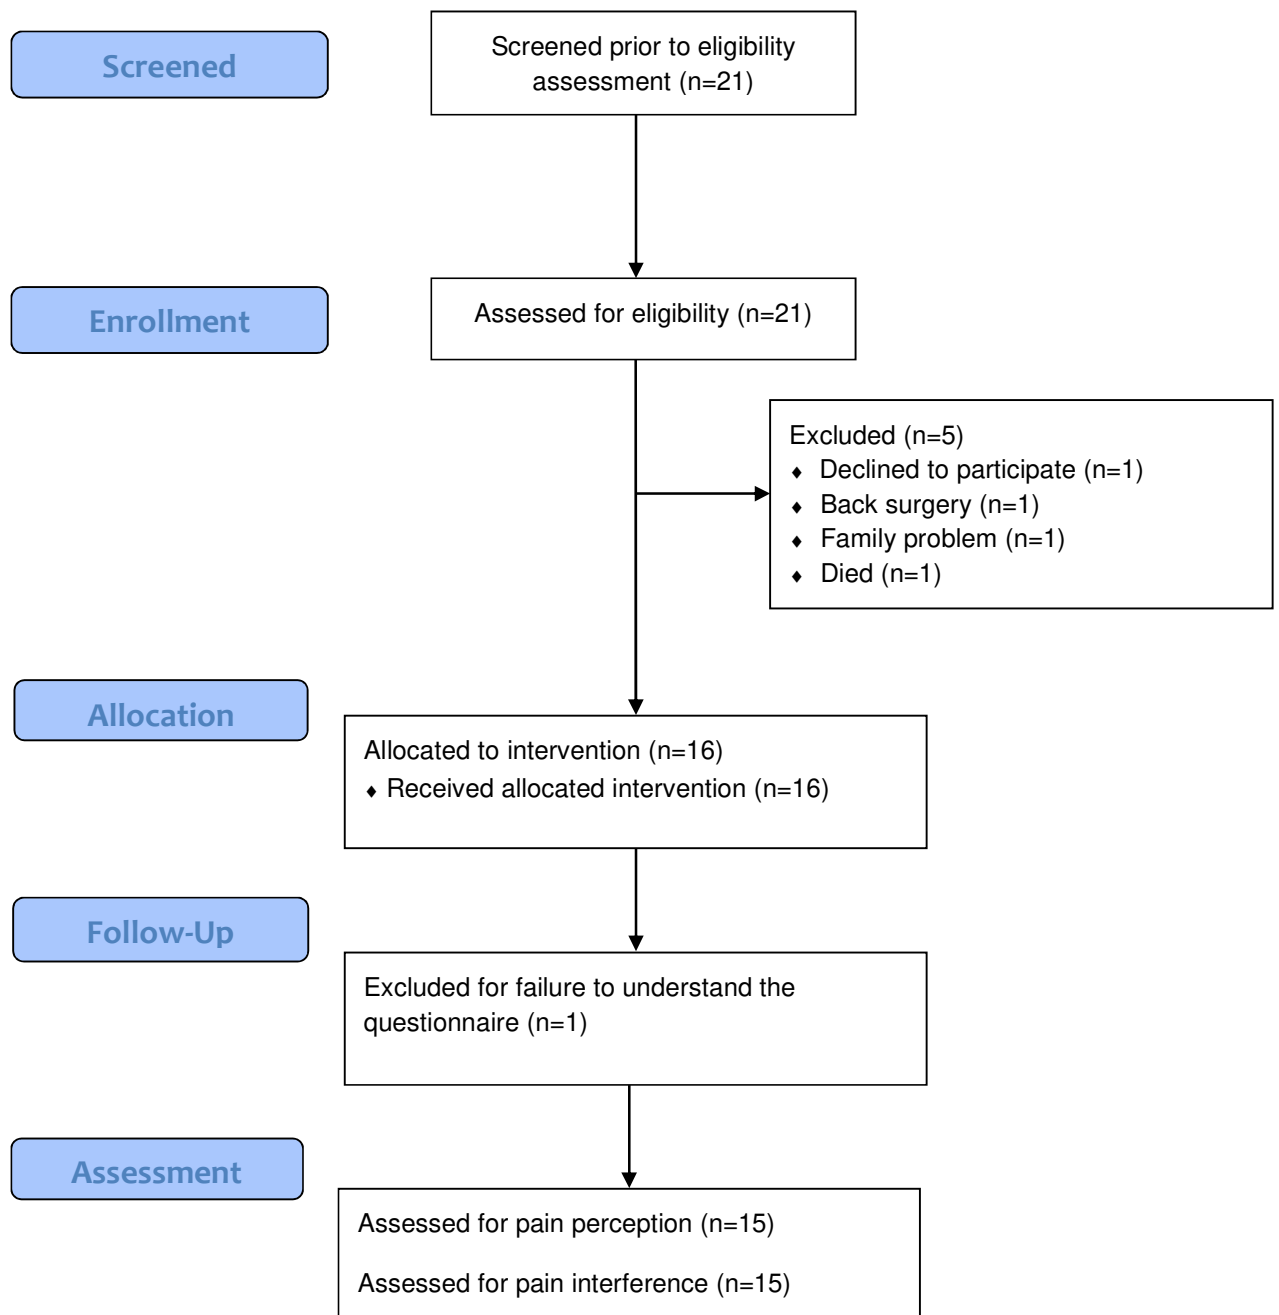 Screened
Screened prior to eligibility
assessment (n=21)
Enrollment
Assessed for eligibility (n=21)
Excluded (n=5)
♦ Declined to participate (n=1)
♦ Back surgery (n=1)
♦ Family problem (n=1)
♦ Died (n=1)
Allocation
Allocated to intervention (n=16)
♦ Received allocated intervention (n=16)
Follow-Up
Excluded for failure to understand the
questionnaire (n=1)
Assessment
Assessed for pain perception (n=15)
Assessed for pain interference (n=15)